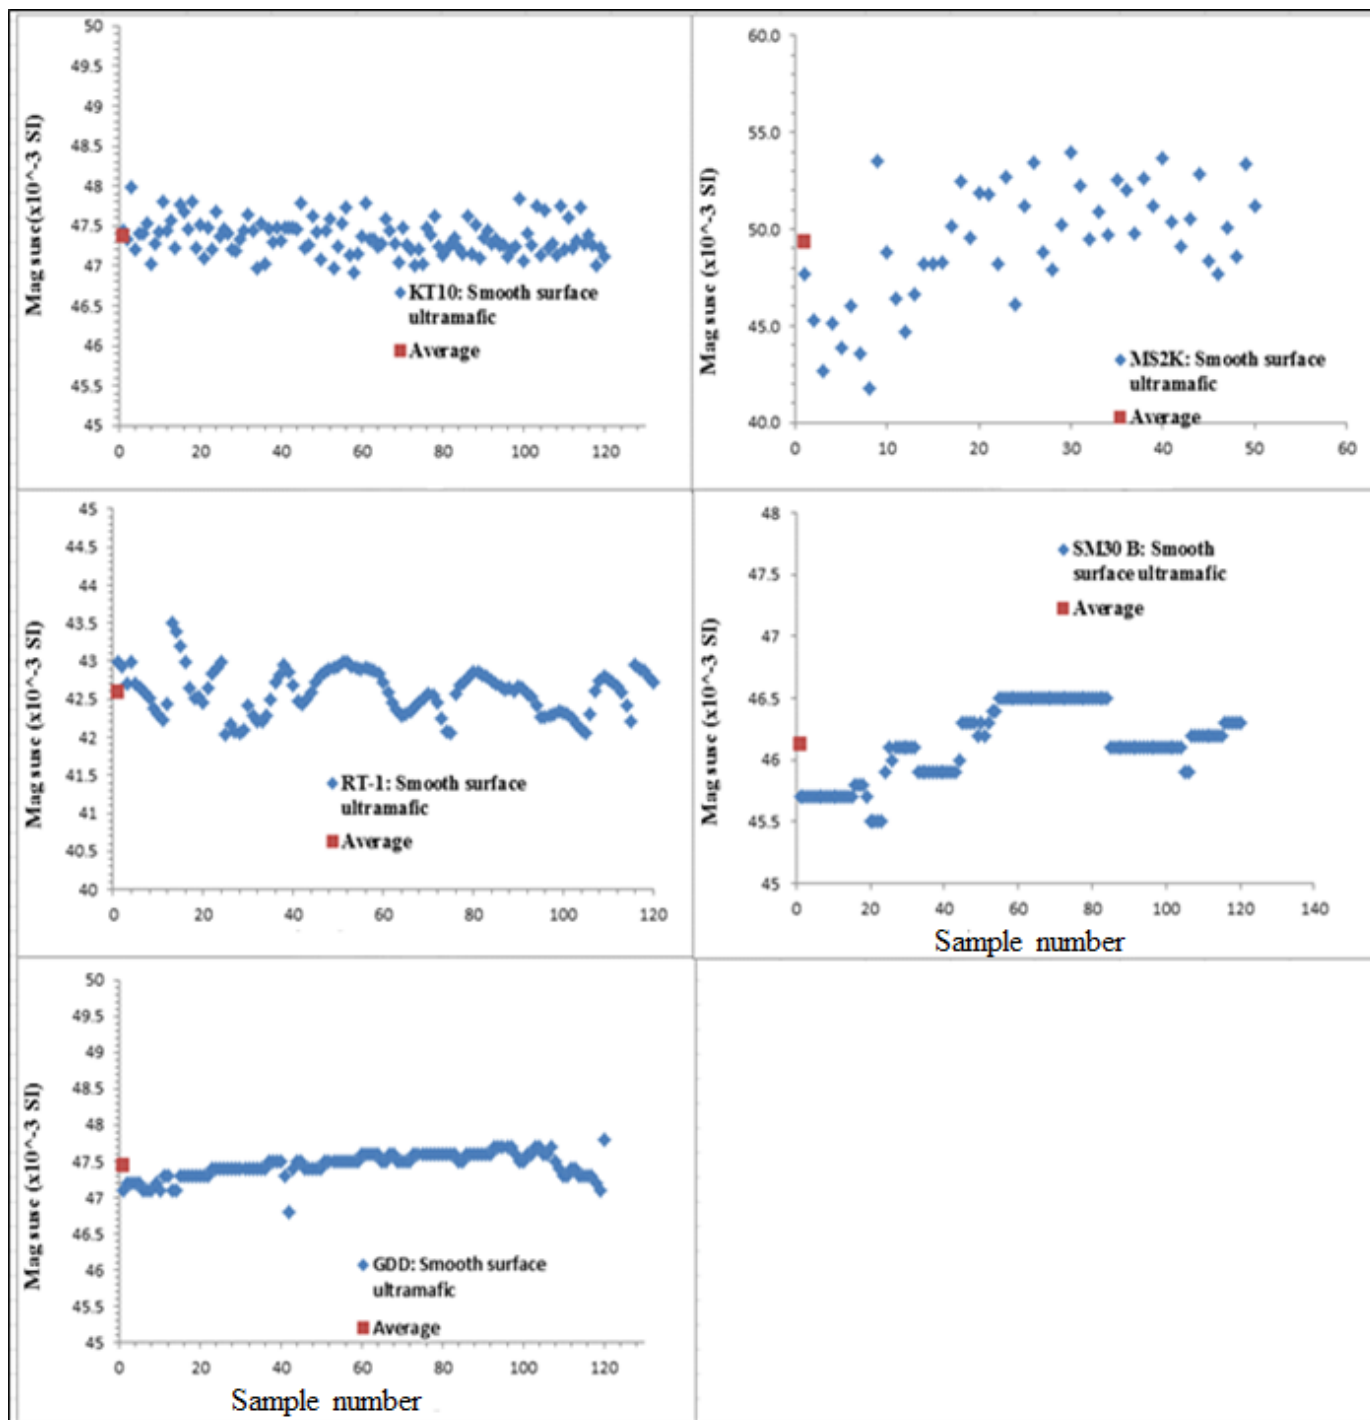 Mag susc(x10^-3 SI)
50
49.5
49
48.5
48
47.5
47
46.5
46
45.5
45
0 20 40 60 80 100 120
KT10: Smooth surface
ultramafic
Average
Mag susc (x10^-3 SI)
60.0
55.0
50.0
45.0
40.0
0 10 20 30 40 50 60
MS2K: Smooth surface
ultramafic
Average
Mag susc (x10^-3 SI)
45
44.5
44
43.5
43
42.5
42
41.5
41
40.5
40
0 20 40 60 80 100 120
RT-1: Smooth surface
ultramafic
Average
Mag susc (x10^-3 SI)
48
47.5
47
46.5
46
45.5
45
0 20 40 60 80 100 120 140
SM30 B: Smooth
surface ultramafic
Average
Sample number
Mag susc (x10^-3 SI)
50
49.5
49
48.5
48
47.5
47
46.5
46
45.5
45
0 20 40 60 80 100 120
GDD: Smooth surface
ultramafic
Average
Sample number